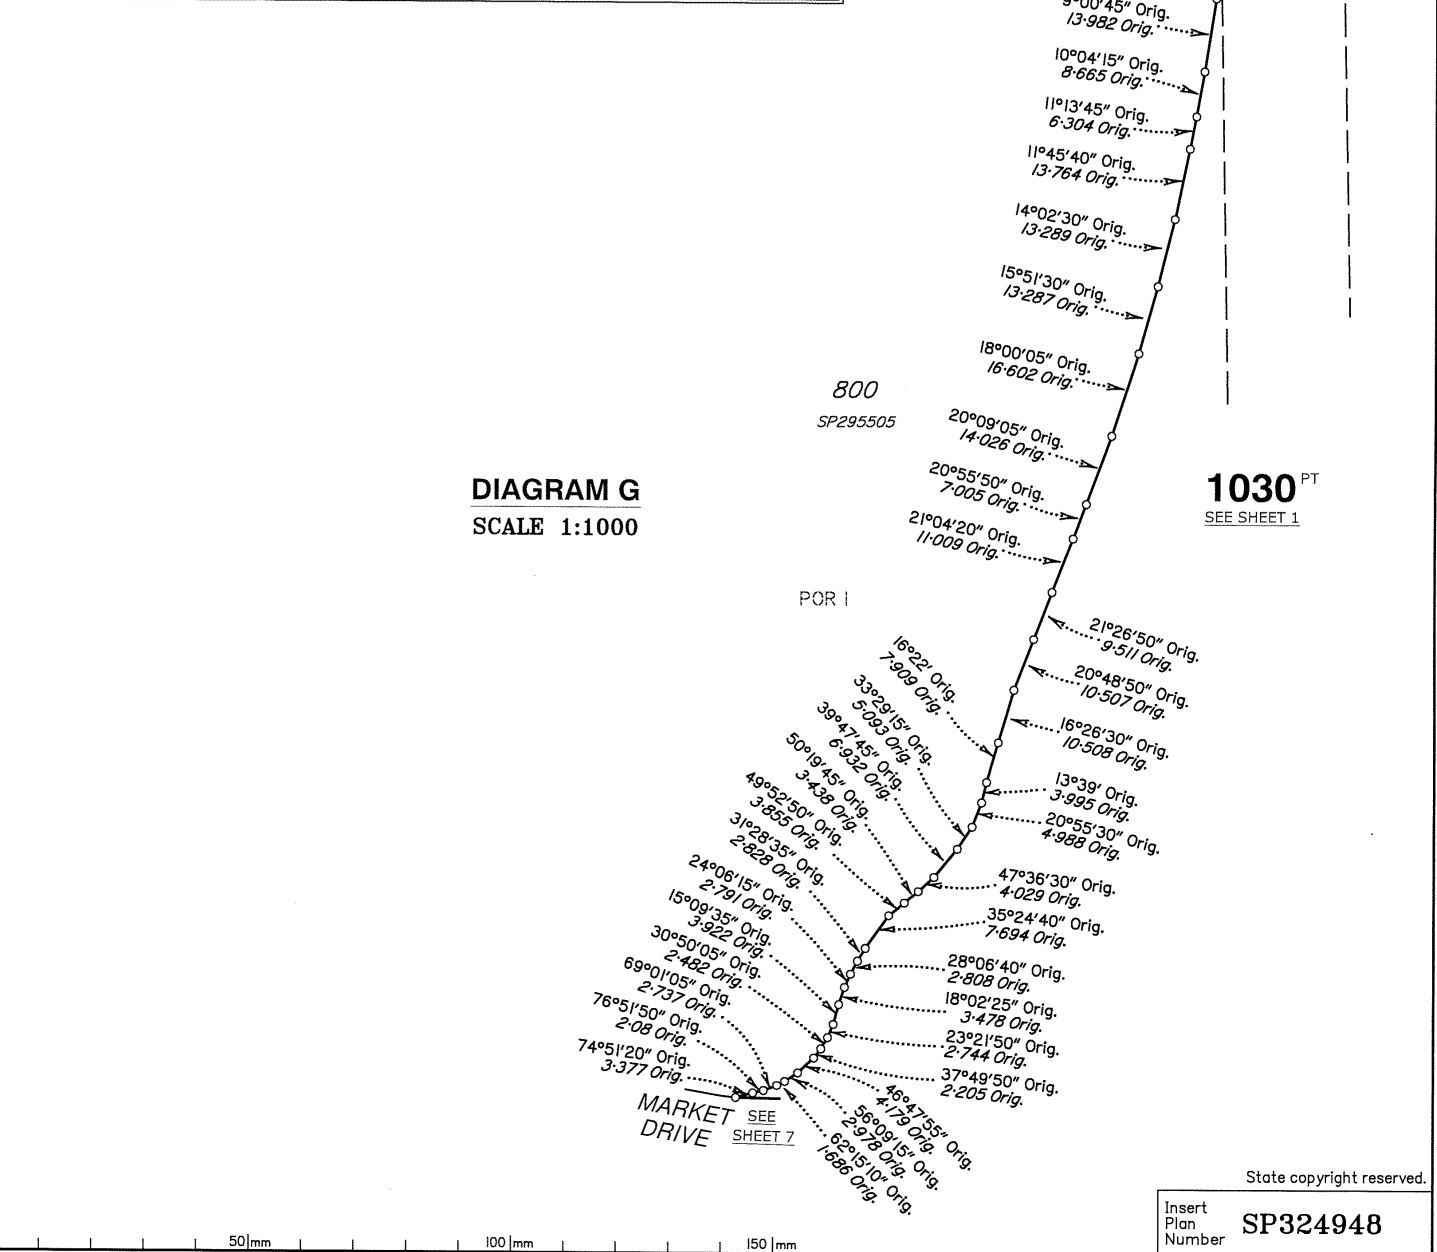 9°00'45" Orig.
13·982 Orig.
10°04'15" Orig.
8·665 Orig.
11°13'45" Orig.
6·304 Orig.
11°45'40" Orig.
13·764 Orig.
14°02'30" Orig.
13·289 Orig.
15°51'30" Orig.
13·287 Orig.
18°00'05" Orig.
16·602 Orig.
800
SP295505
20°09'05" Orig.
14·026 Orig.
20°55'50" Orig.
7·005 Orig.
21°04'20" Orig.
11·009 Orig.
DIAGRAM G
SCALE 1:1000
1030 PT
SEE SHEET 1
POR 1
21°26'50" Orig.
9·511 Orig.
20°48'50" Orig.
10·507 Orig.
16°26'30" Orig.
10·508 Orig.
13°39' Orig.
3·995 Orig.
20°55'30" Orig.
4·988 Orig.
47°36'30" Orig.
4·029 Orig.
35°24'40" Orig.
7·694 Orig.
28°06'40" Orig.
2·808 Orig.
18°02'25" Orig.
3·478 Orig.
23°21'50" Orig.
2·744 Orig.
37°49'50" Orig.
2·205 Orig.
46°47'55" Orig.
4·179 Orig.
56°09'15" Orig.
2·978 Orig.
62°15'10" Orig.
1·686 Orig.
16°22' Orig.
7·909 Orig.
33°29'15" Orig.
5·093 Orig.
39°47'45" Orig.
6·932 Orig.
50°19'45" Orig.
3·438 Orig.
49°52'50" Orig.
3·855 Orig.
31°28'35" Orig.
2·828 Orig.
24°06'15" Orig.
2·791 Orig.
15°09'35" Orig.
3·922 Orig.
30°50'05" Orig.
2·482 Orig.
69°01'05" Orig.
2·737 Orig.
76°51'50" Orig.
2·08 Orig.
74°51'20" Orig.
3·377 Orig.
MARKET
DRIVE
SEE
SHEET 7
State copyright reserved.
Insert
Plan
Number
SP324948
50 mm
100 mm
150 mm